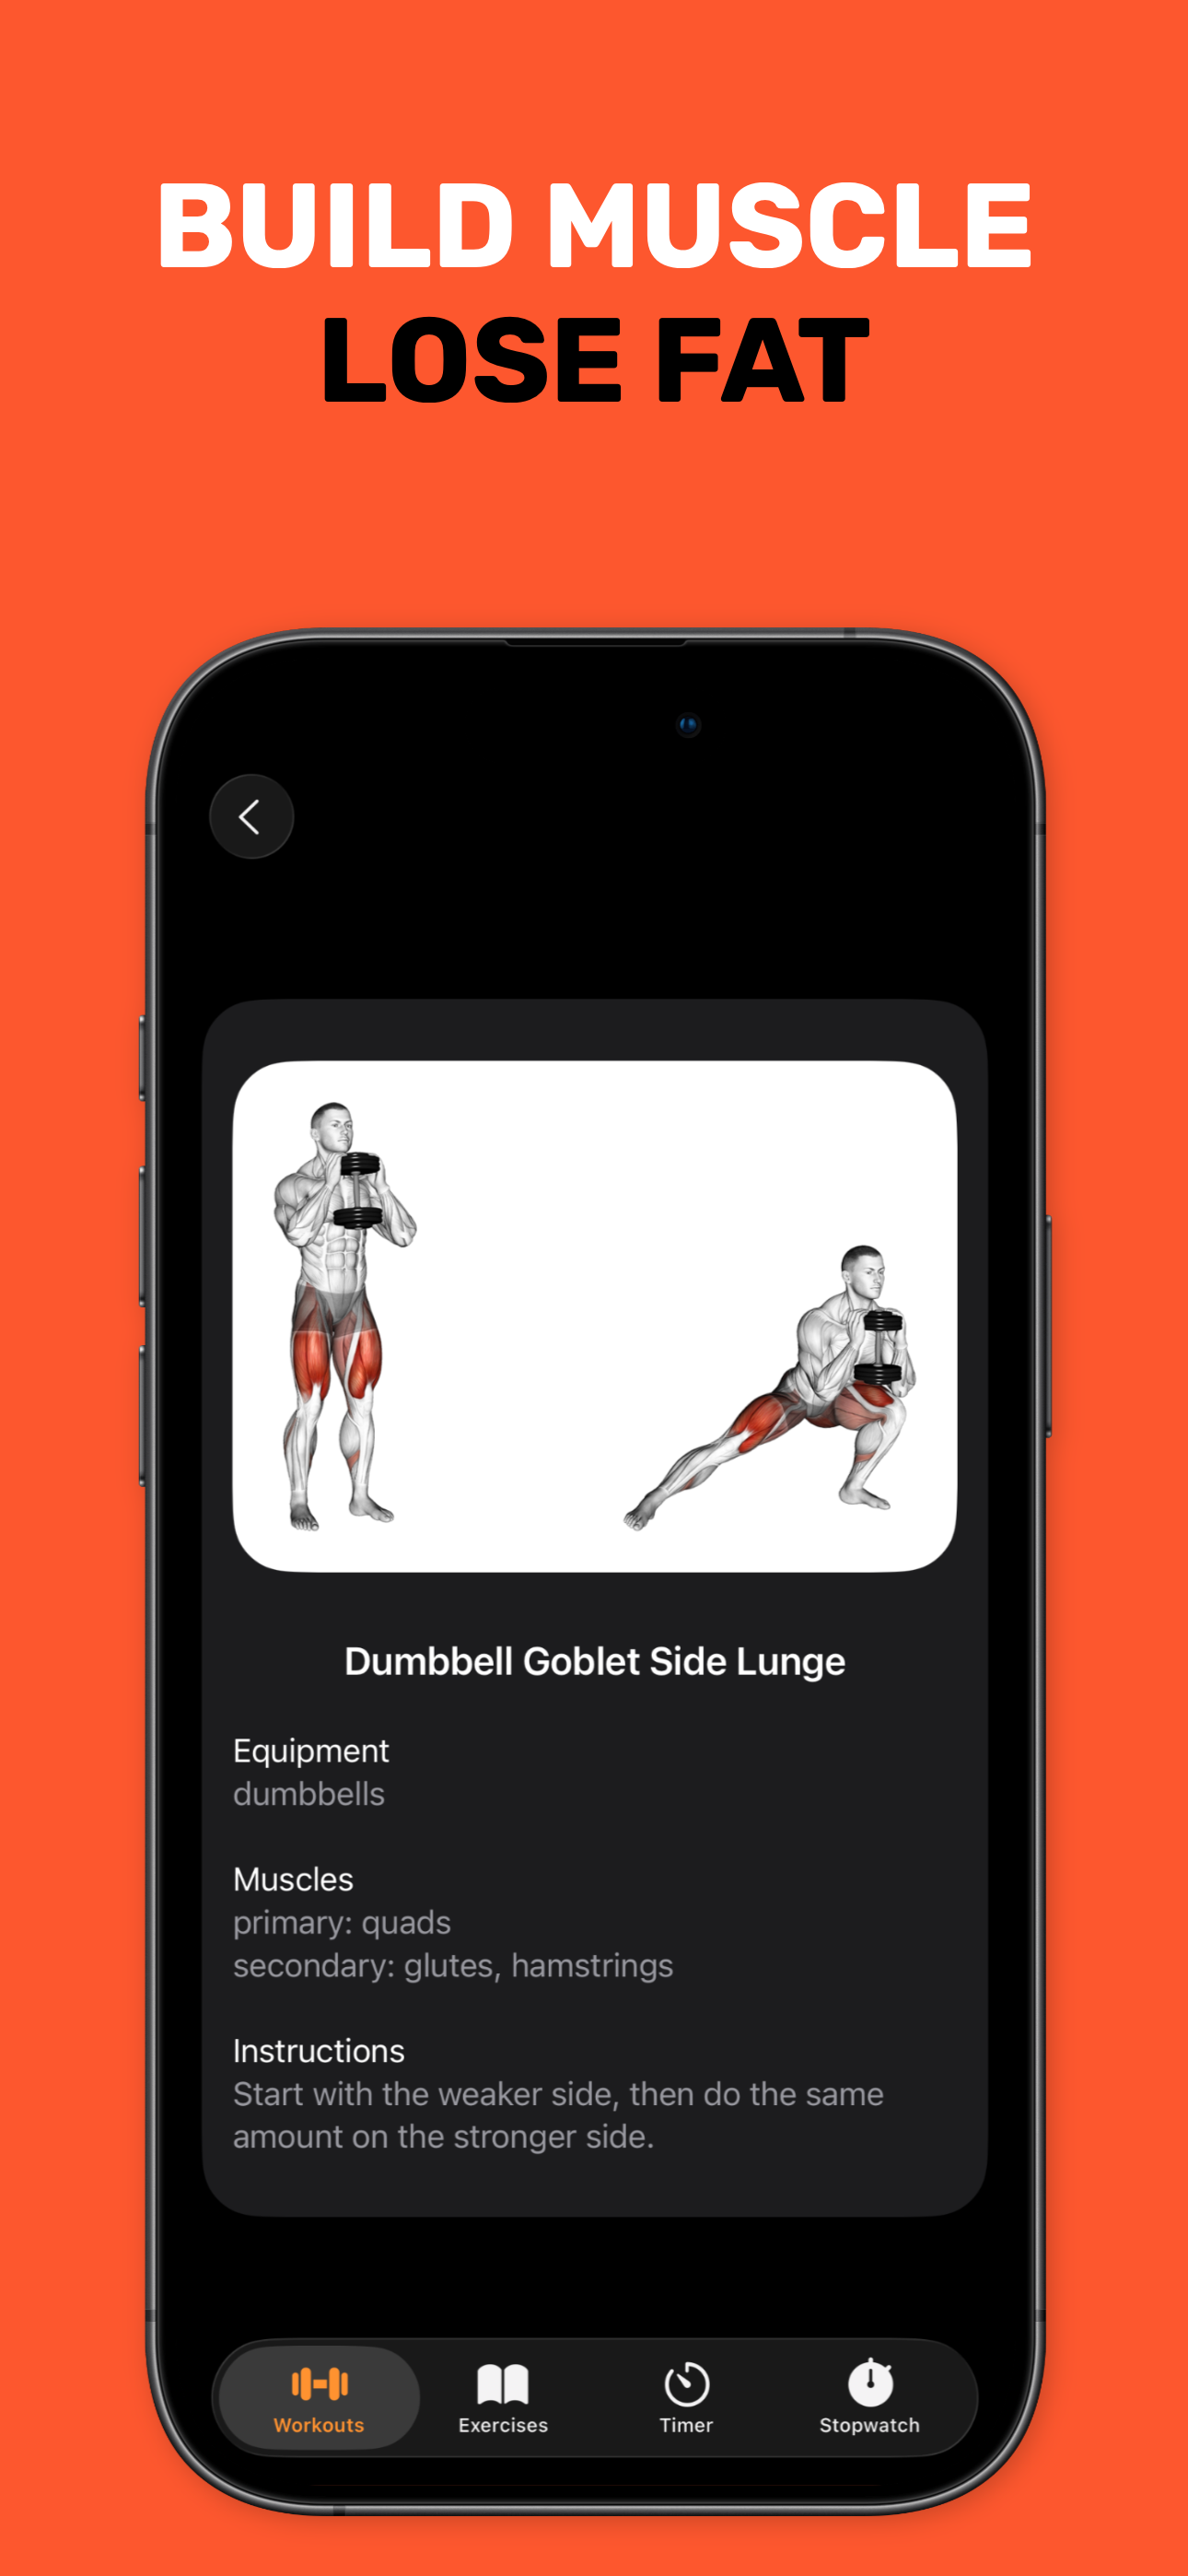 BUILD MUSCLE
LOSE FAT
Dumbbell Goblet Side Lunge
Equipment
dumbbells
Muscles
primary: quads
secondary: glutes, hamstrings
Instructions
Start with the weaker side, then do the same
amount on the stronger side.
Workouts
Exercises
Timer
Stopwatch